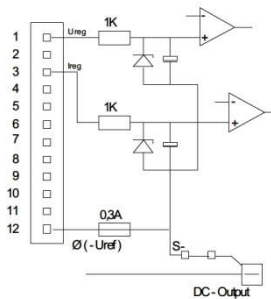 1
Ureg
1K
2
3
Ireg
4
5
1K
6
7
8
9
10
11
0,3A
12
Ø (-Uref)
S-
DC - Output
- 
+
-
+